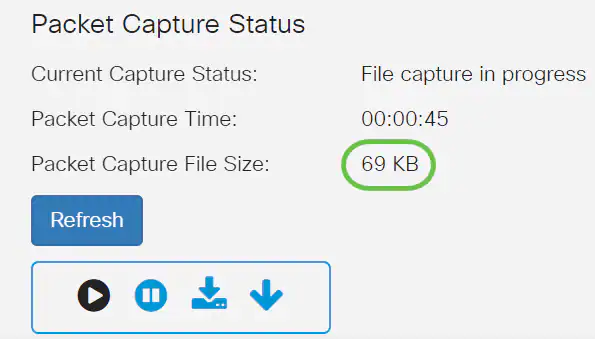 Packet Capture Status
Current Capture Status: File capture in progress
Packet Capture Time: 00:00:45
Packet Capture File Size: 69 KB
Refresh